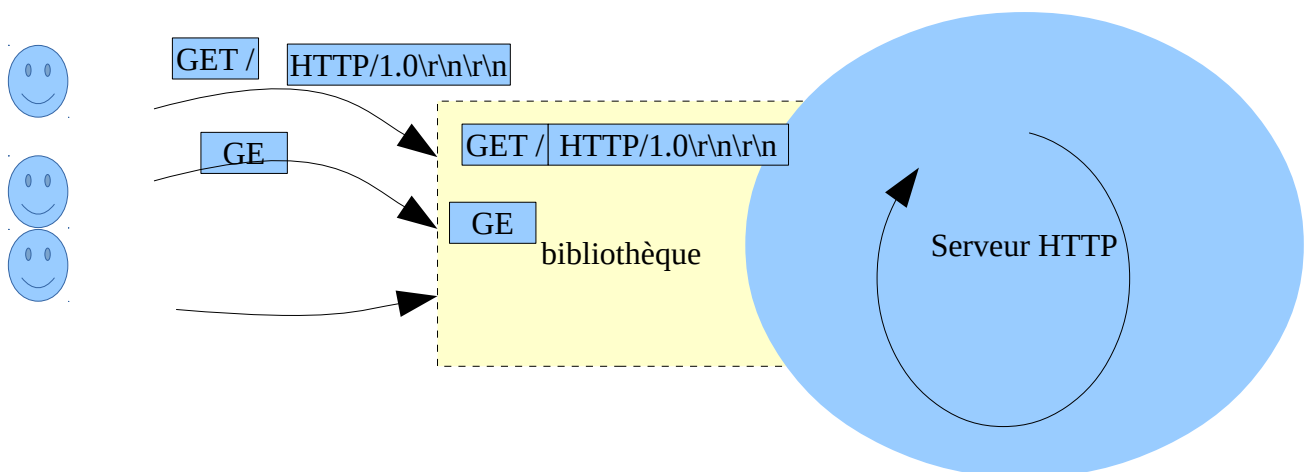 GET /
HTTP/1.0\r\n\r\n
GET / HTTP/1.0\r\n\r\n
GE
GE
bibliothèque
Serveur HTTP